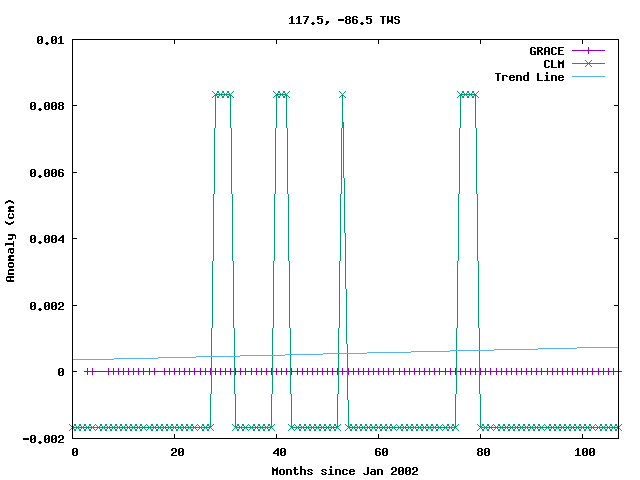 117.5, -86.5 TWS
0.01
0.008
0.006
0.004
0.002
0
-0.002
Anomaly (cm)
GRACE
CLM
Trend Line
0 20 40 60 80 100
Months since Jan 2002